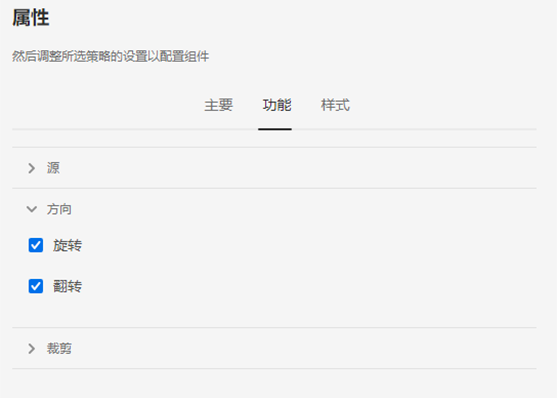 属性
然后调整所选策略的设置以配置组件
主要 功能 样式
源
方向
旋转
翻转
裁剪